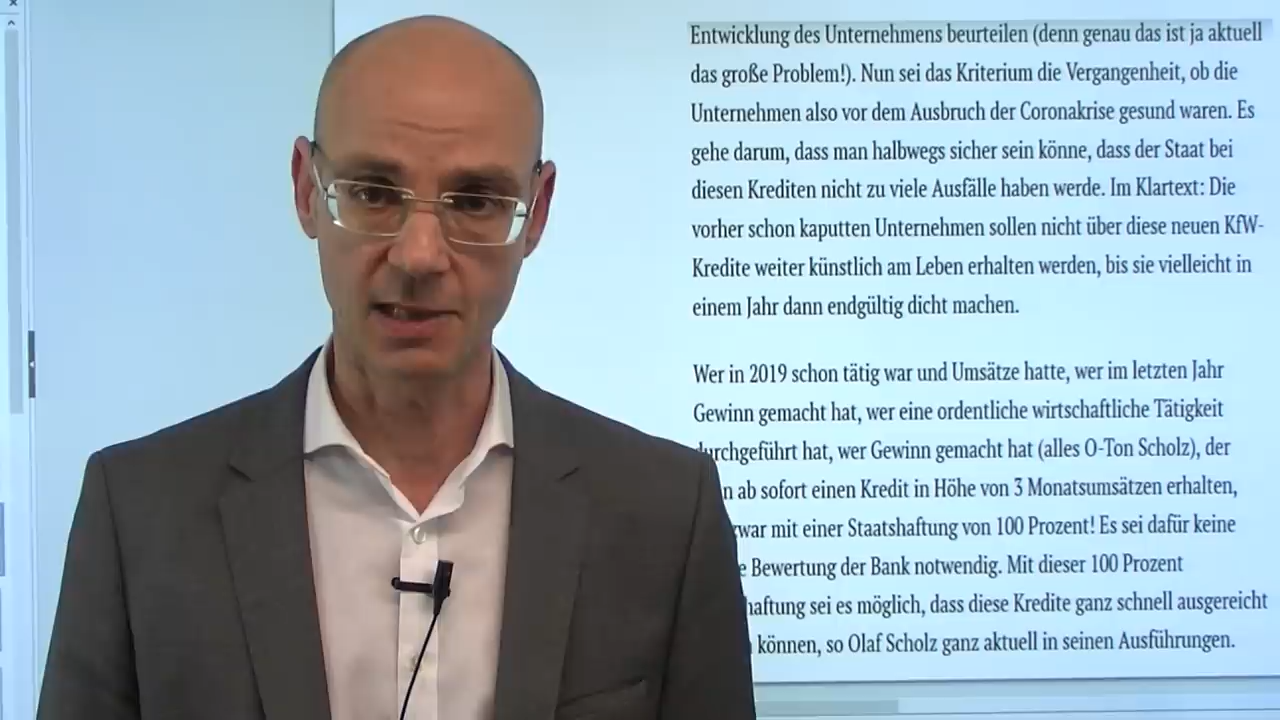 Entwicklung des Unternehmens beurteilen (denn genau das ist ja aktuell
das große Problem!). Nun sei das Kriterium die Vergangenheit, ob die
Unternehmen also vor dem Ausbruch der Coronakrise gesund waren. Es
gehe darum, dass man halbwegs sicher sein könne, dass der Staat bei
diesen Krediten nicht zu viele Ausfälle haben werde. Im Klartext: Die
vorher schon kaputten Unternehmen sollen nicht über diese neuen KfW-
Kredite weiter künstlich am Leben erhalten werden, bis sie vielleicht in
einem Jahr dann endgültig dicht machen.
Wer in 2019 schon tätig war und Umsätze hatte, wer im letzten Jahr
Gewinn gemacht hat, wer eine ordentliche wirtschaftliche Tätigkeit
durchgeführt hat, wer Gewinn gemacht hat (alles O-Ton Scholz), der
ab sofort einen Kredit in Höhe von 3 Monatsumsätzen erhalten,
zwar mit einer Staatshaftung von 100 Prozent! Es sei dafür keine
Bewertung der Bank notwendig. Mit dieser 100 Prozent
haftung sei es möglich, dass diese Kredite ganz schnell ausgereicht
können, so Olaf Scholz ganz aktuell in seinen Ausführungen.